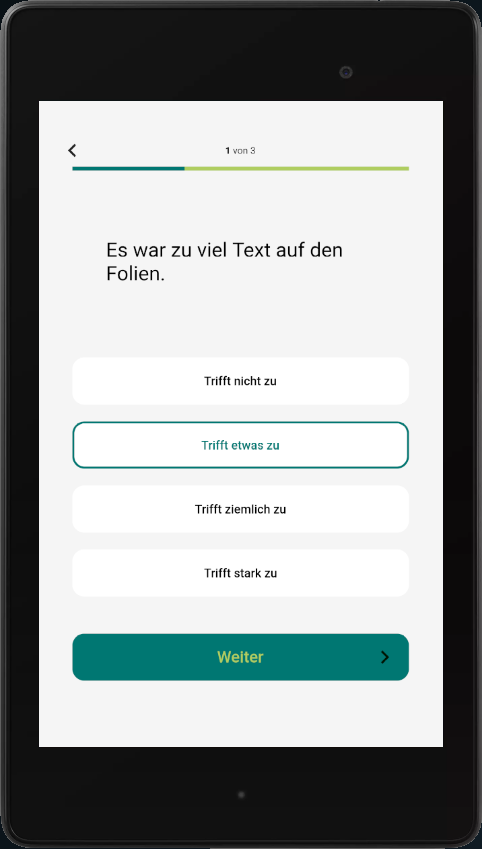 1 von 3
Es war zu viel Text auf den
Folien.
Trifft nicht zu
Trifft etwas zu
Trifft ziemlich zu
Trifft stark zu
Weiter